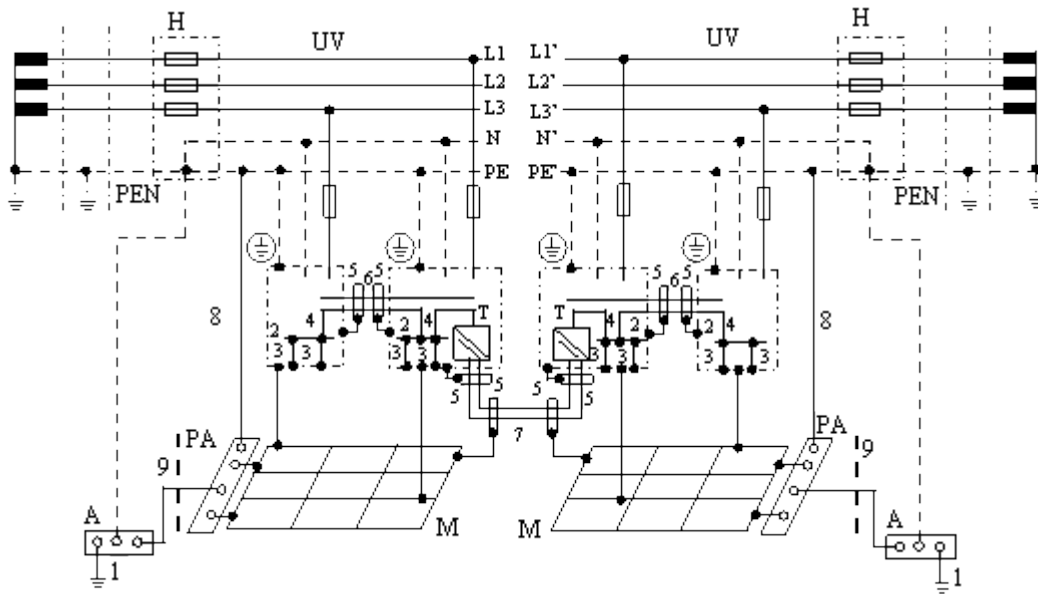 H UV UV H
L1 L1'
L2 L2'
L3 L3'
N N'
PE PE'
PEN PEN
5 6 5 5 6 5
8 2 4 2 4 T T 4 2 4 8
3 3 3 3 3 3 3 3
5 5 5 5
7
PA PA
9 9
A M M A
1 1